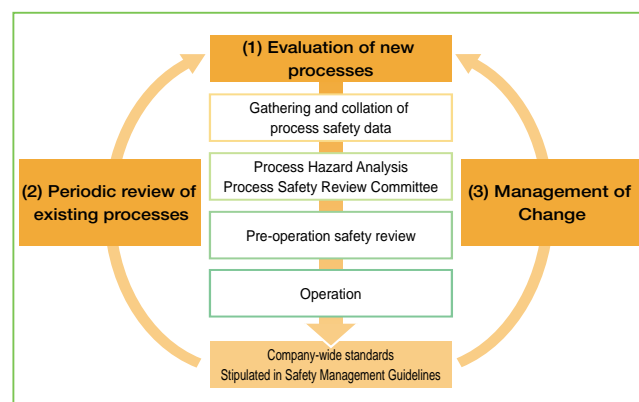 (1) Evaluation of new
processes
Gathering and collation of
process safety data
Process Hazard Analysis
Process Safety Review Committee
(2) Periodic review of
existing processes
(3) Management of
Change
Pre-operation safety review
Operation
Company-wide standards
Stipulated in Safety Management Guidelines